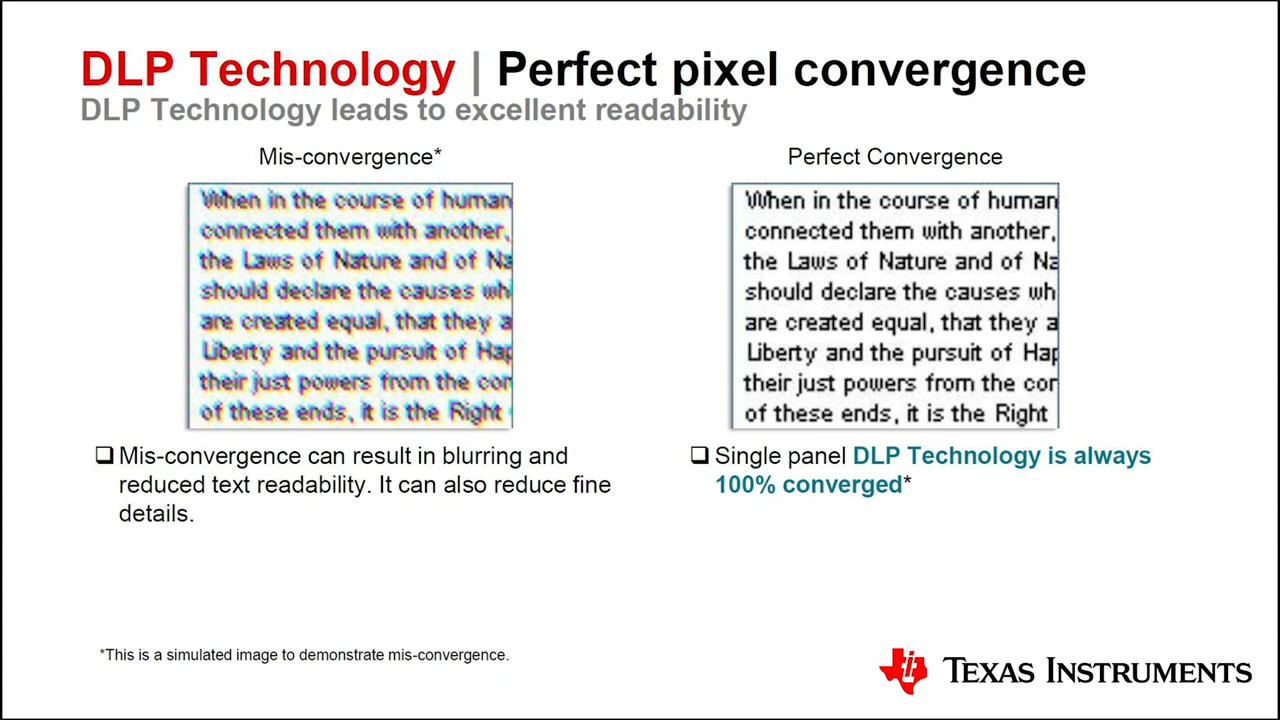 DLP Technology | Perfect pixel convergence
DLP Technology leads to excellent readability
Mis-convergence*
When in the course of human
connected them with another,
the Laws of Nature and of Na
should declare the causes whi
are created equal, that they a
Liberty and the pursuit of Hap
their just powers from the con
of these ends, it is the Right
❑ Mis-convergence can result in blurring and
reduced text readability. It can also reduce fine
details.
Perfect Convergence
When in the course of human
connected them with another,
the Laws of Nature and of Na
should declare the causes wh
are created equal, that they a
Liberty and the pursuit of Hap
their just powers from the cor
of these ends, it is the Right
❑ Single panel DLP Technology is always
100% converged*
*This is a simulated image to demonstrate mis-convergence.
TEXAS INSTRUMENTS